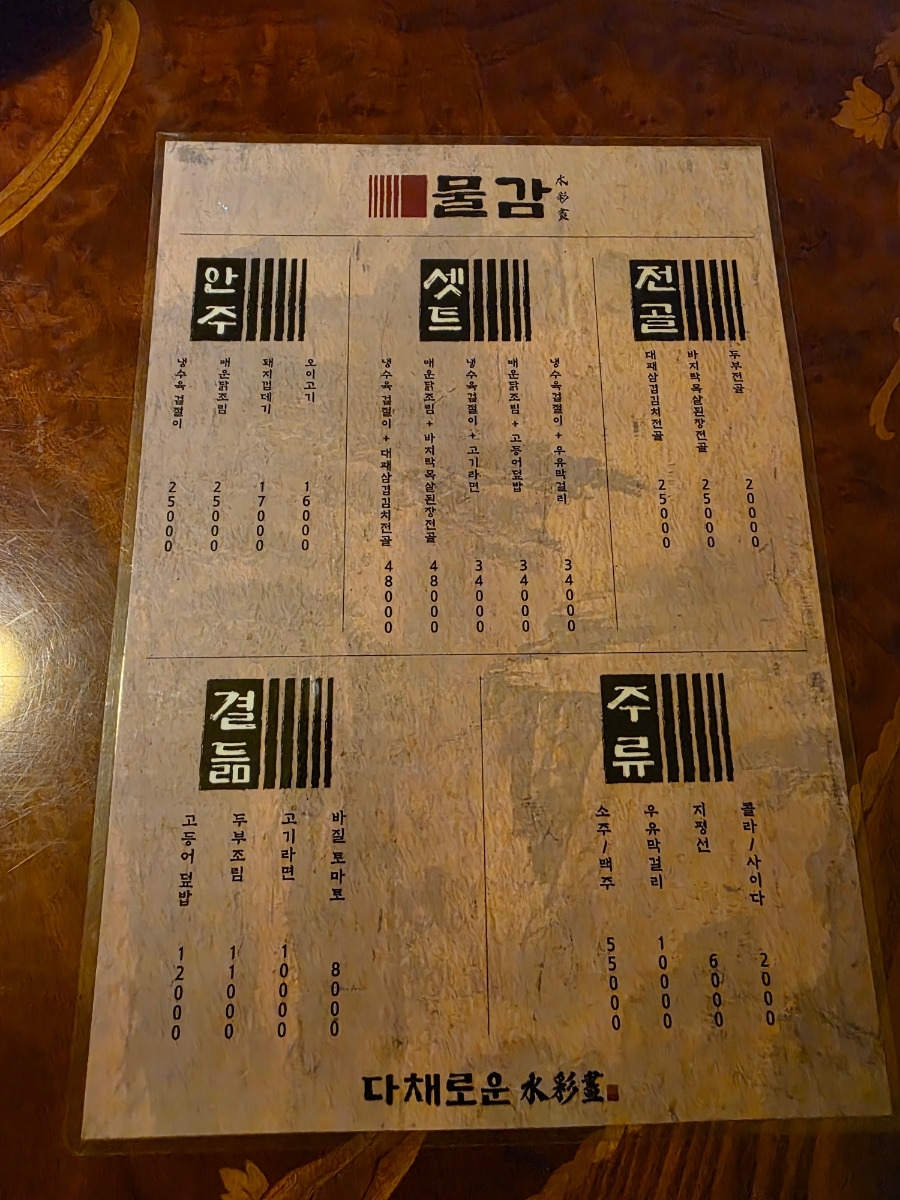 물감
水彩畫
안주
냉수육 겉절이
25000
매운닭조림
25000
돼지껍데기
17000
오이고기
16000
셋트
냉수육겉절이 + 대패삼겹김치전골
48000
매운닭조림 + 바지락목살된장전골
48000
냉수육겉절이 + 고기라면
34000
매운닭조림 + 고등어덮밥
34000
냉수육겉절이 + 우유막걸리
34000
전골
대패삼겹김치전골
25000
바지락목살된장전골
25000
두부전골
20000
곁듦
고등어덮밥
12000
두부조림
11000
고기라면
10000
바질토마토
8000
주류
소주/맥주
55000
우유막걸리
10000
지평선
6000
콜라/사이다
2000
다채로운 水彩畫